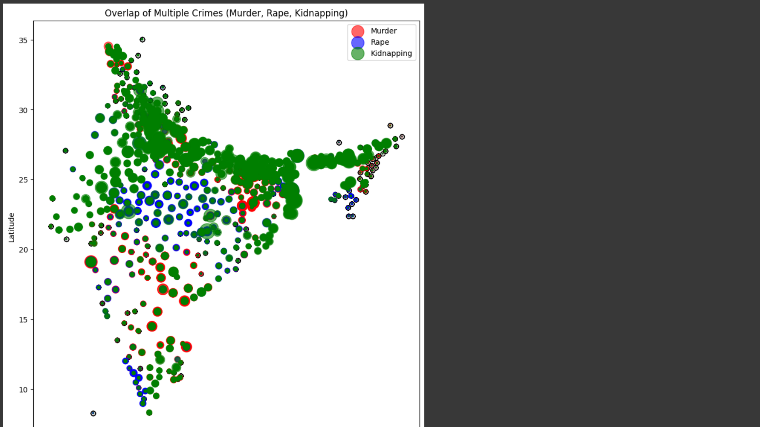 Overlap of Multiple Crimes (Murder, Rape, Kidnapping)
Murder
Rape
Kidnapping
35
30
25
20
15
10
Latitude